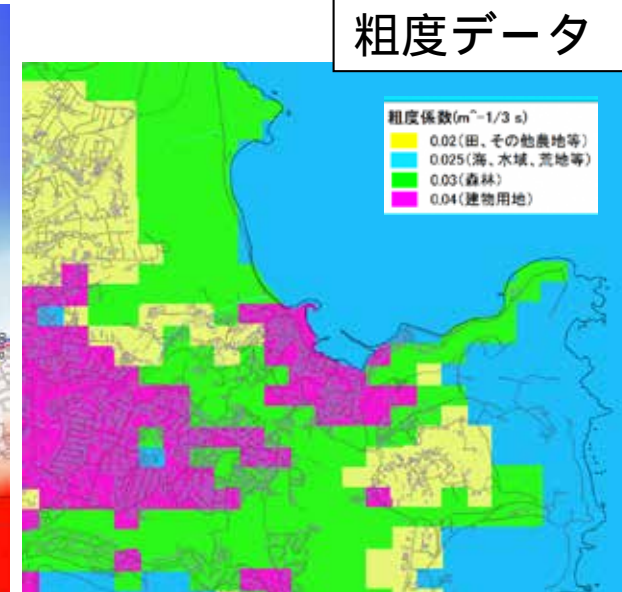 粗度データ
粗度係数(m^-1/3 s)
0.02(田、その他農地等)
0.025(海、水域、荒地等)
0.03(森林)
0.04(建物用地)